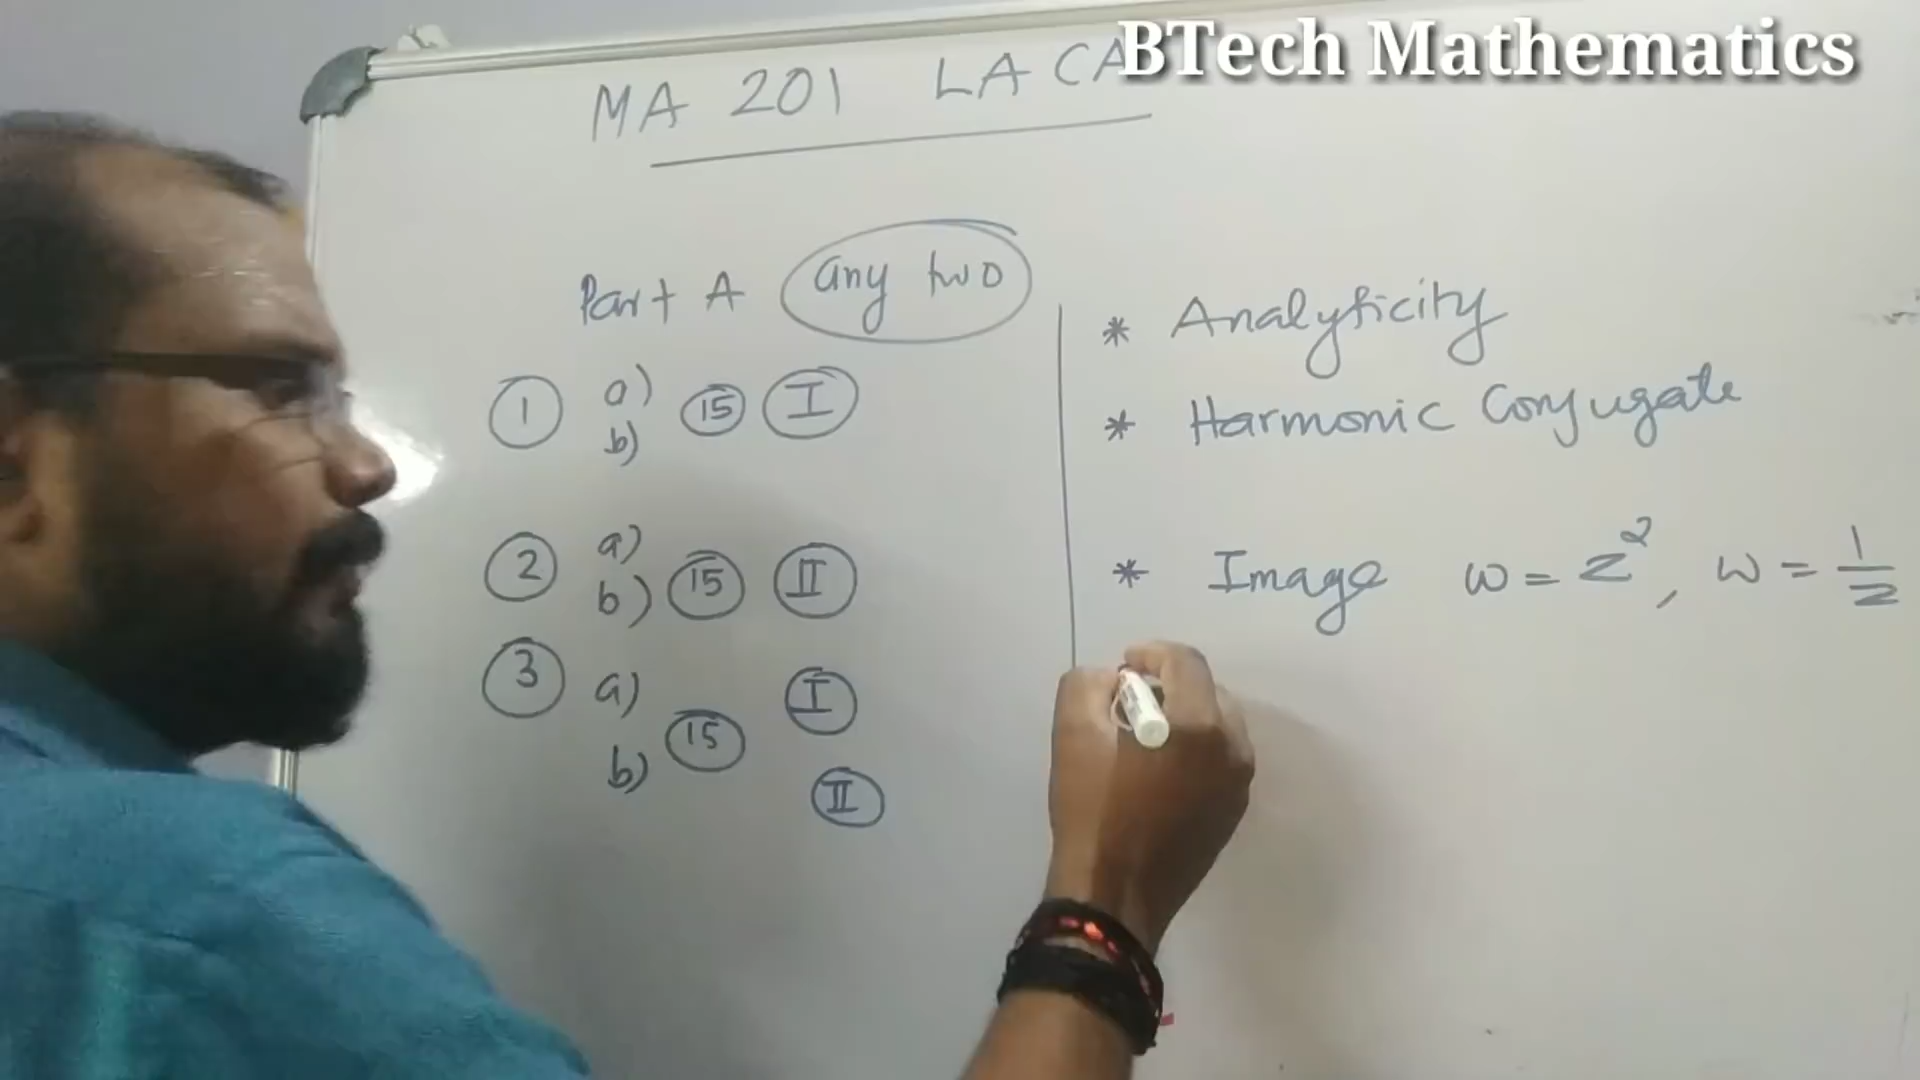 BTech Mathematics
MA 201 LA CA
Part A any two
1 a) 15 I
b)
2 a)
b) 15 II
3 a) I
b) 15
II
* Analyticity
* Harmonic Conjugate
* Image w = z², w = 1/z